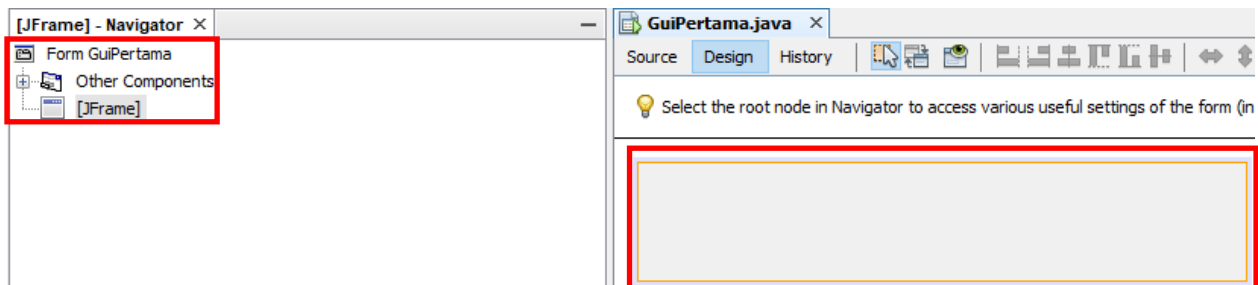 [JFrame] - Navigator
Form GuiPertama
Other Components
[JFrame]
GuiPertama.java
Source Design History
Select the root node in Navigator to access various useful settings of the form (in